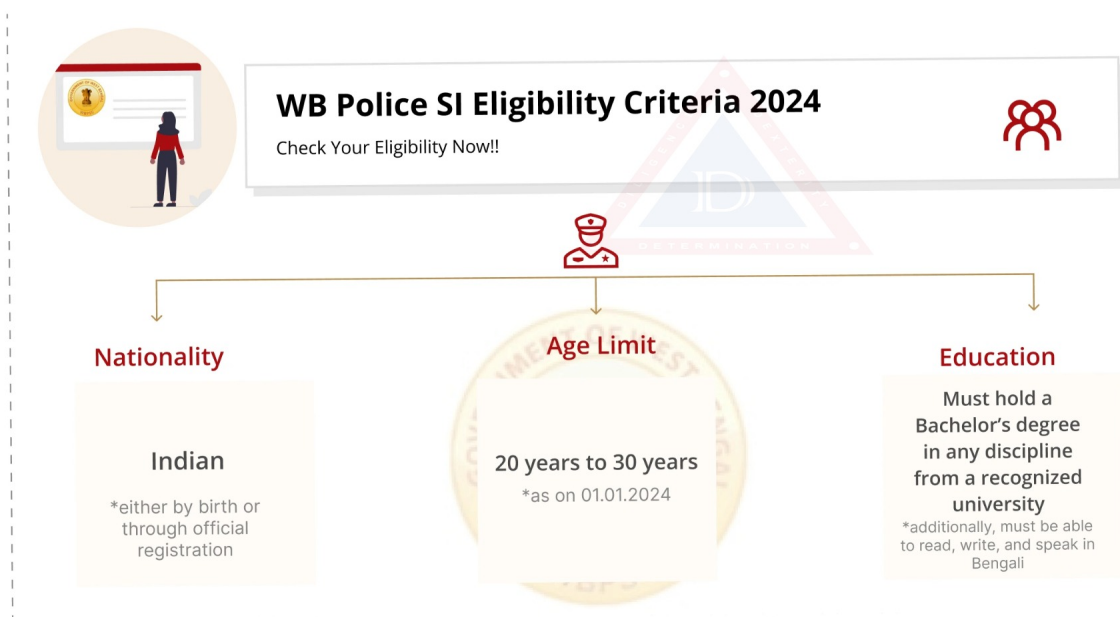 WB Police SI Eligibility Criteria 2024
Check Your Eligibility Now!!
DETERMINATION
Nationality
Age Limit
Education
Indian
*either by birth or
through official
registration
20 years to 30 years
*as on 01.01.2024
Must hold a
Bachelor’s degree
in any discipline
from a recognized
university
*additionally, must be able
to read, write, and speak in
Bengali